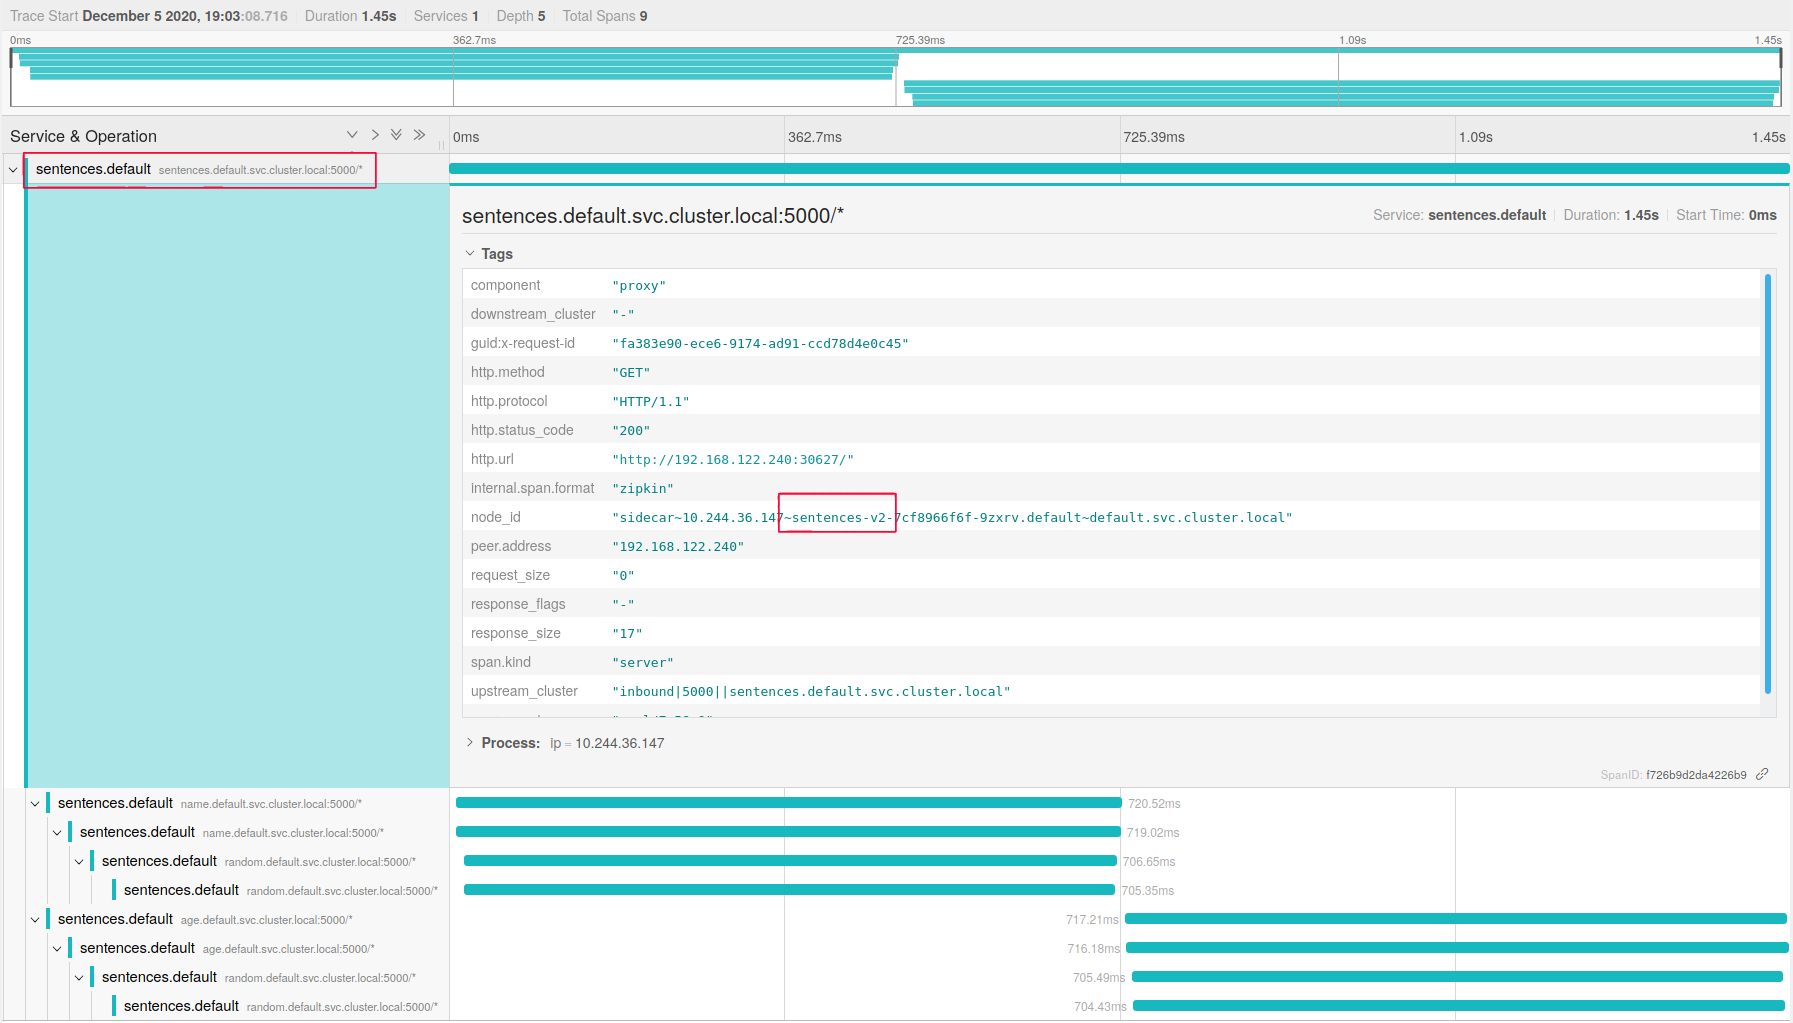 Trace Start December 5 2020, 19:03:08.716 Duration 1.45s Services 1 Depth 5 Total Spans 9
0ms 362.7ms 725.39ms 1.09s 1.45s
Service & Operation 0ms 362.7ms 725.39ms 1.09s 1.45s
sentences.default sentences.default.svc.cluster.local:5000/*
sentences.default.svc.cluster.local:5000/* Service: sentences.default Duration: 1.45s Start Time: 0ms
Tags
component "proxy"
downstream_cluster "-"
guid:x-request-id "fa383e90-ece6-9174-ad91-ccd78d4e0c45"
http.method "GET"
http.protocol "HTTP/1.1"
http.status_code "200"
http.url "http://192.168.122.240:30627/"
internal.span.format "zipkin"
node_id "sidecar~10.244.36.147~sentences-v2-7cf8966f6f-9zxrv.default~default.svc.cluster.local"
peer.address "192.168.122.240"
request_size "0"
response_flags "-"
response_size "17"
span.kind "server"
upstream_cluster "inbound|5000||sentences.default.svc.cluster.local"
Process: ip = 10.244.36.147
SpanID: f726b9d2da4226b9
sentences.default name.default.svc.cluster.local:5000/* 720.52ms
sentences.default name.default.svc.cluster.local:5000/* 719.02ms
sentences.default random.default.svc.cluster.local:5000/* 706.65ms
sentences.default random.default.svc.cluster.local:5000/* 705.35ms
sentences.default age.default.svc.cluster.local:5000/* 717.21ms
sentences.default age.default.svc.cluster.local:5000/* 716.18ms
sentences.default random.default.svc.cluster.local:5000/* 705.49ms
sentences.default random.default.svc.cluster.local:5000/* 704.43ms